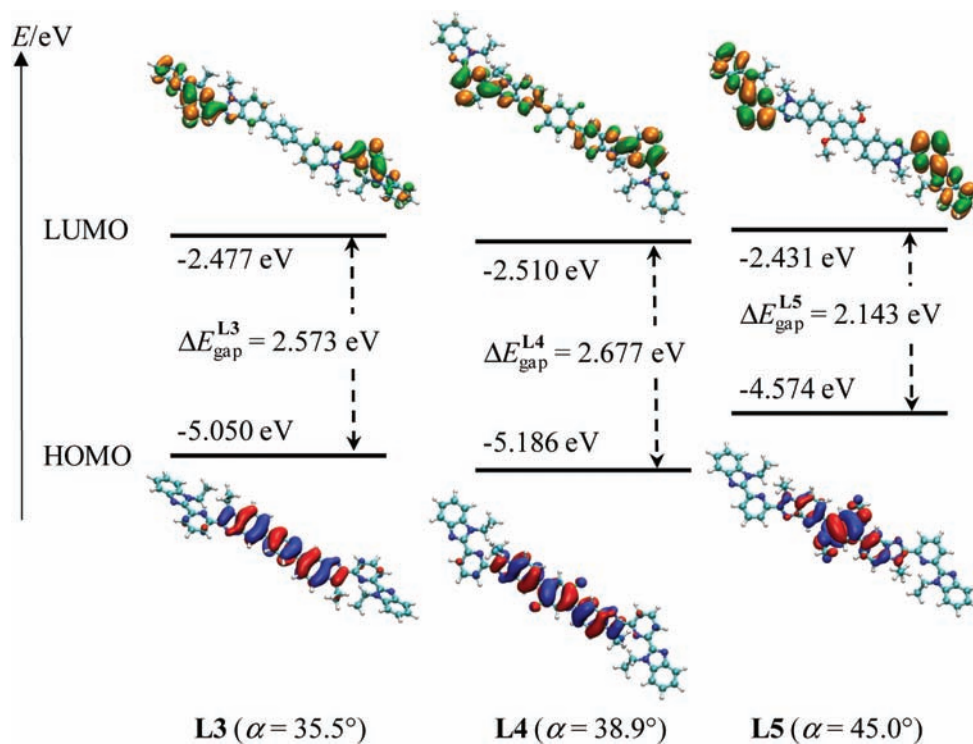 E/eV
LUMO
-2.477 eV
-2.510 eV
-2.431 eV
ΔE_gap^L3 = 2.573 eV
ΔE_gap^L4 = 2.677 eV
ΔE_gap^L5 = 2.143 eV
-5.050 eV
-5.186 eV
-4.574 eV
HOMO
L3 (α = 35.5°)
L4 (α = 38.9°)
L5 (α = 45.0°)